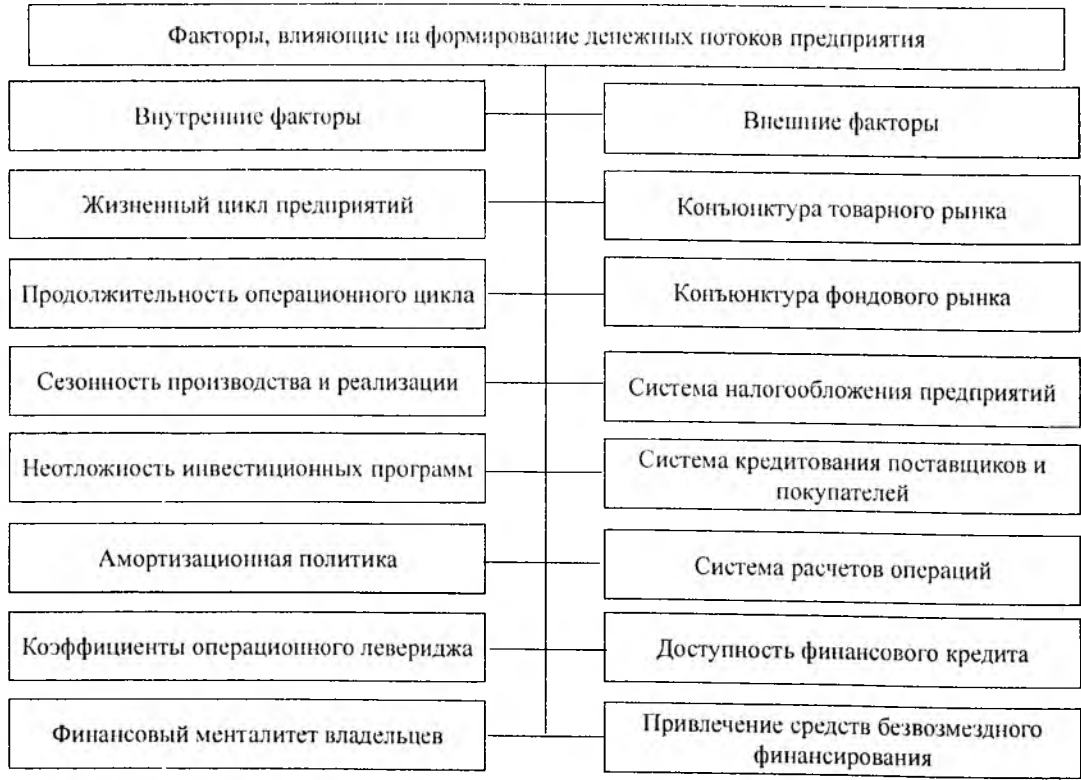 Факторы, влияющие на формирование денежных потоков предприятия
Внутренние факторы
Внешние факторы
Жизненный цикл предприятий
Конъюнктура товарного рынка
Продолжительность операционного цикла
Конъюнктура фондового рынка
Сезонность производства и реализации
Система налогообложения предприятий
Неотложность инвестиционных программ
Система кредитования поставщиков и
покупателей
Амортизационная политика
Система расчетов операций
Коэффициенты операционного левериджа
Доступность финансового кредита
Финансовый менталитет владельцев
Привлечение средств безвозмездного
финансирования